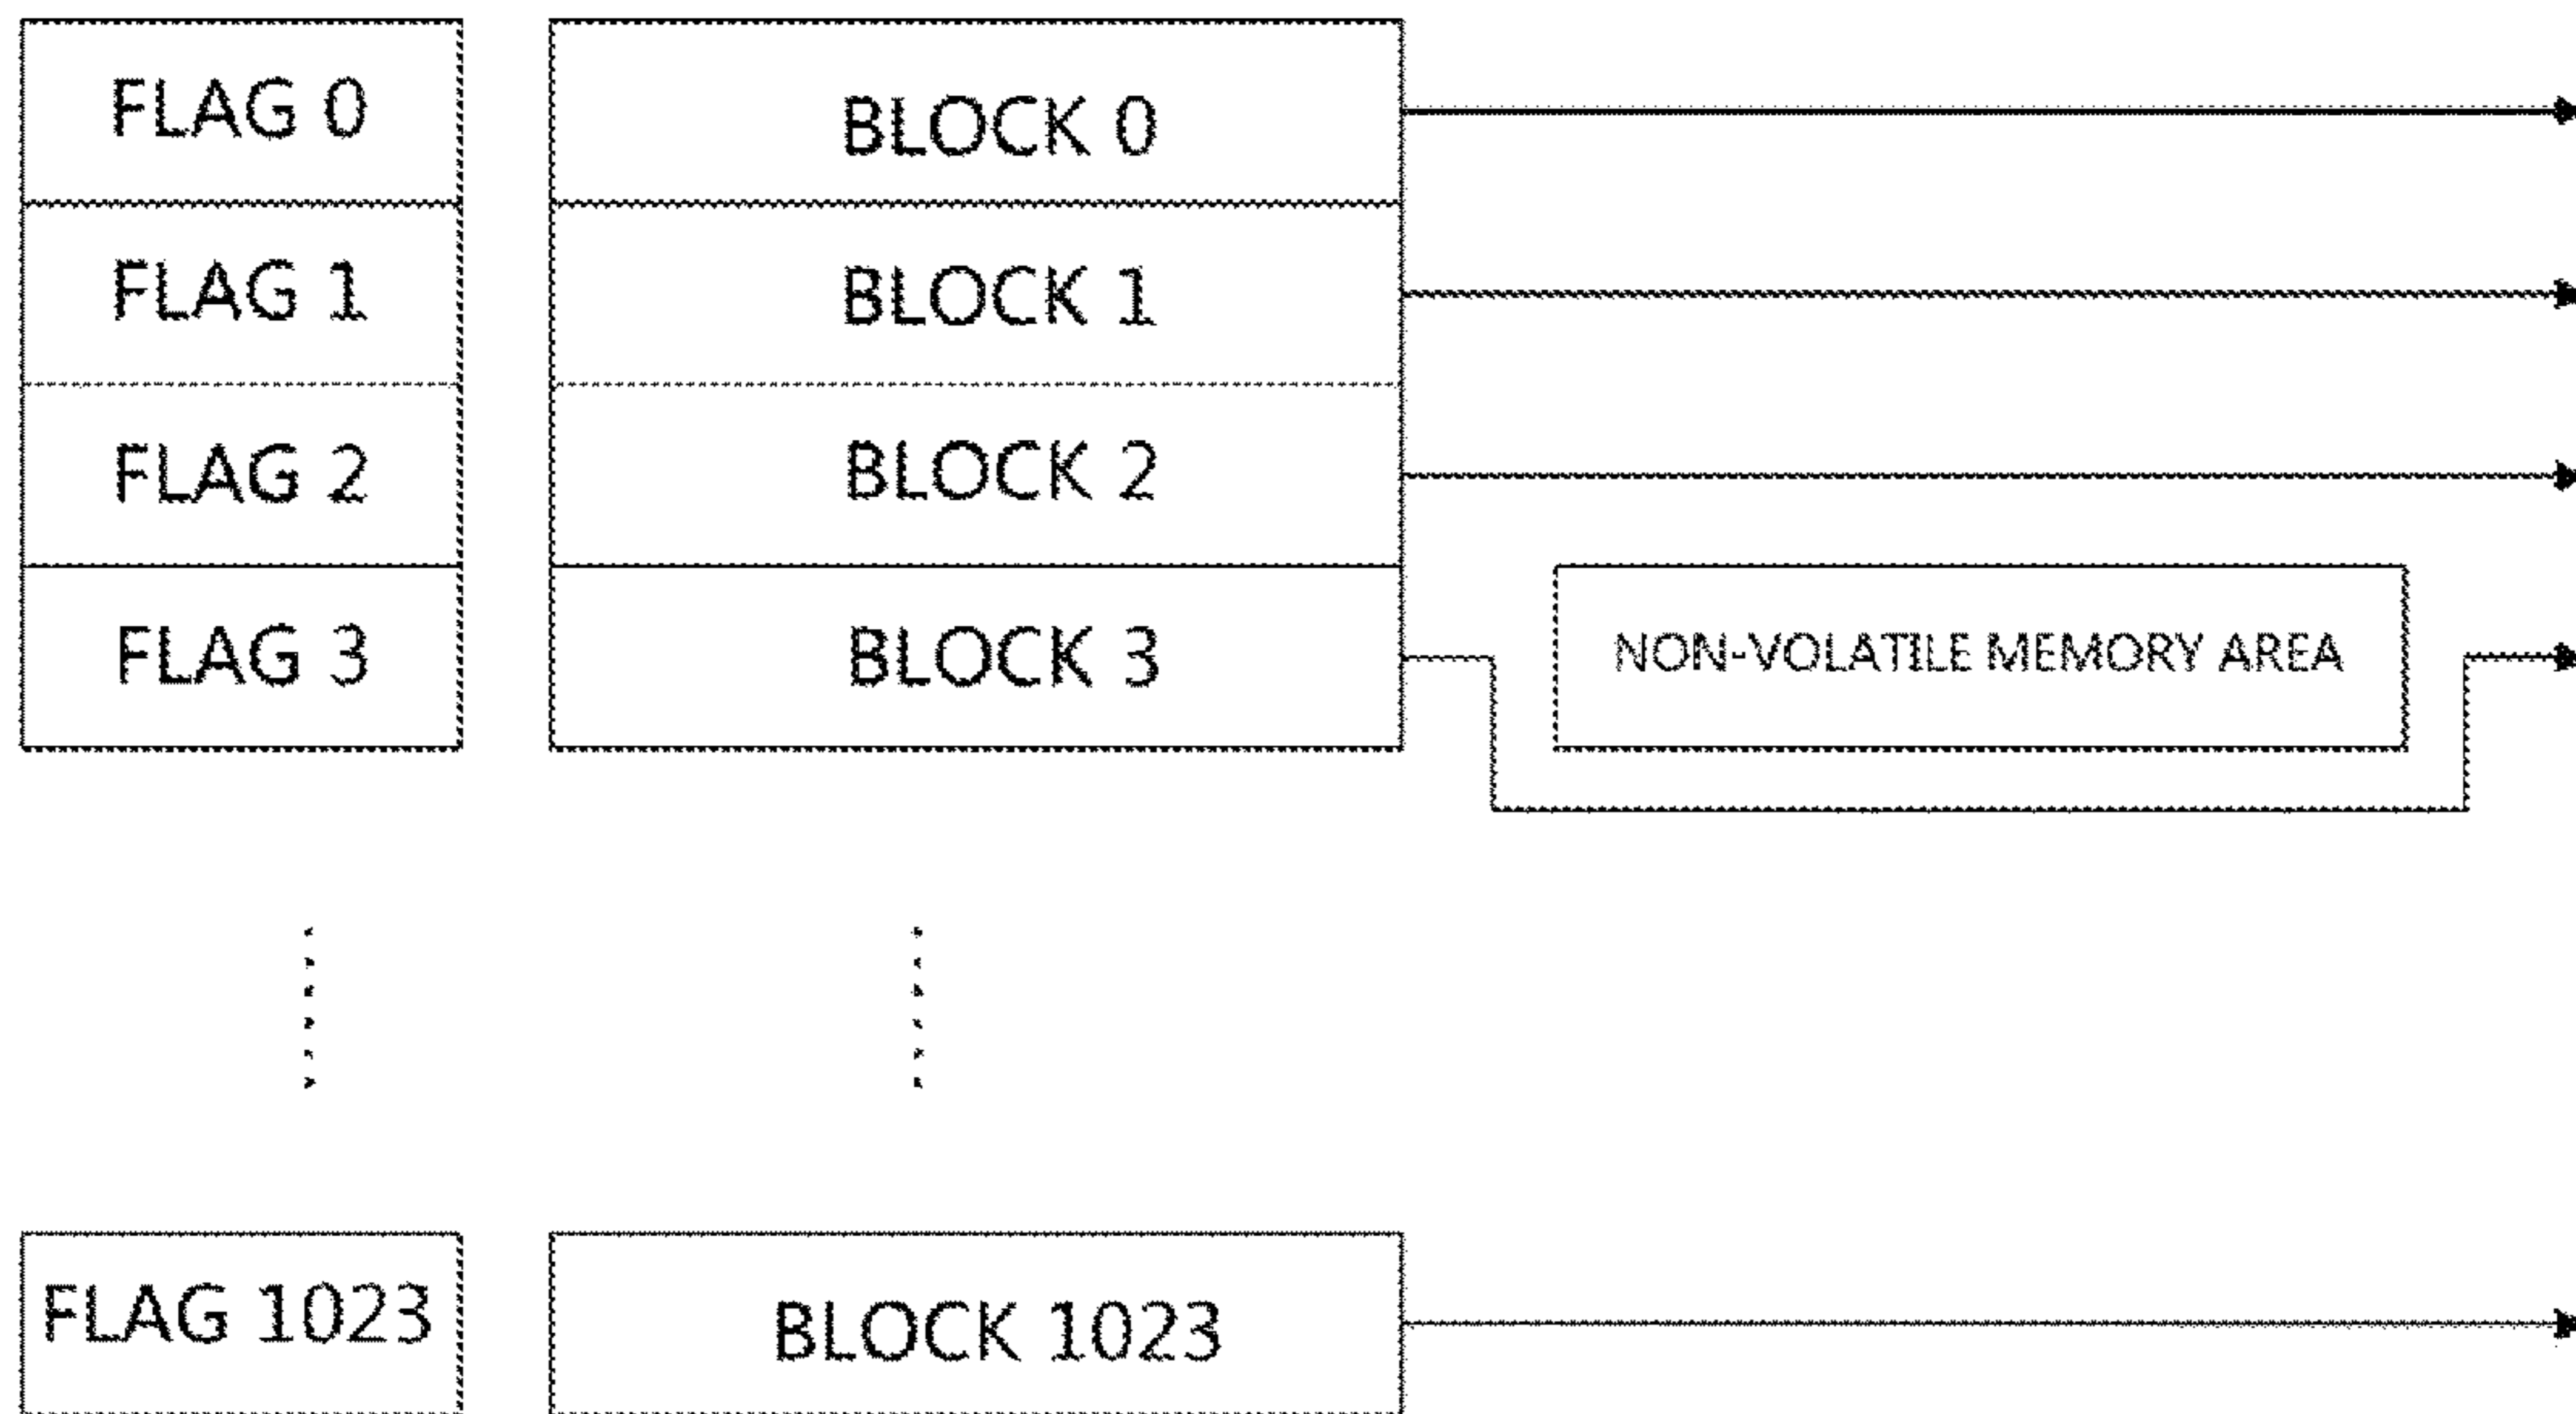 FLAG 0
BLOCK 0
FLAG 1
BLOCK 1
FLAG 2
BLOCK 2
FLAG 3
BLOCK 3
NON-VOLATILE MEMORY AREA
FLAG 1023
BLOCK 1023